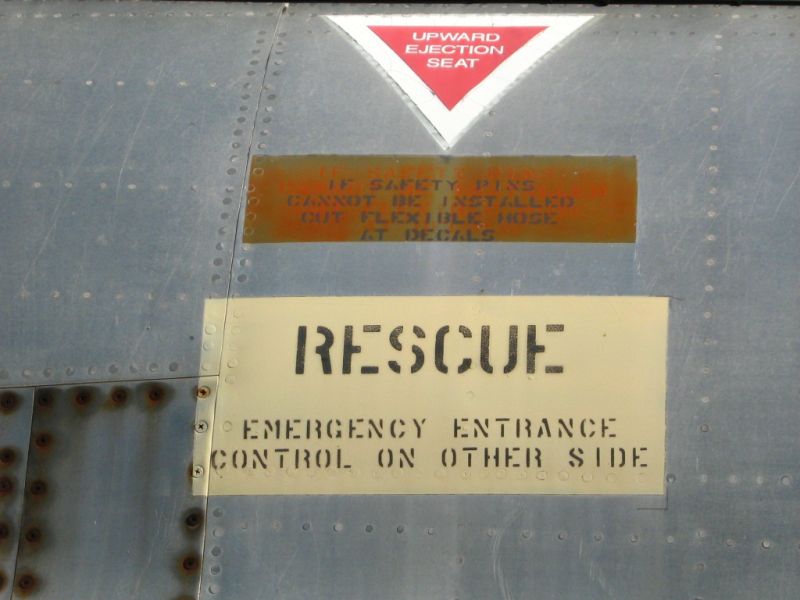 UPWARD
EJECTION
SEAT
IF SAFETY PINS
CANNOT BE INSTALLED
CUT FLEXIBLE HOSE
AT DECALS
RESCUE
EMERGENCY ENTRANCE
CONTROL ON OTHER SIDE